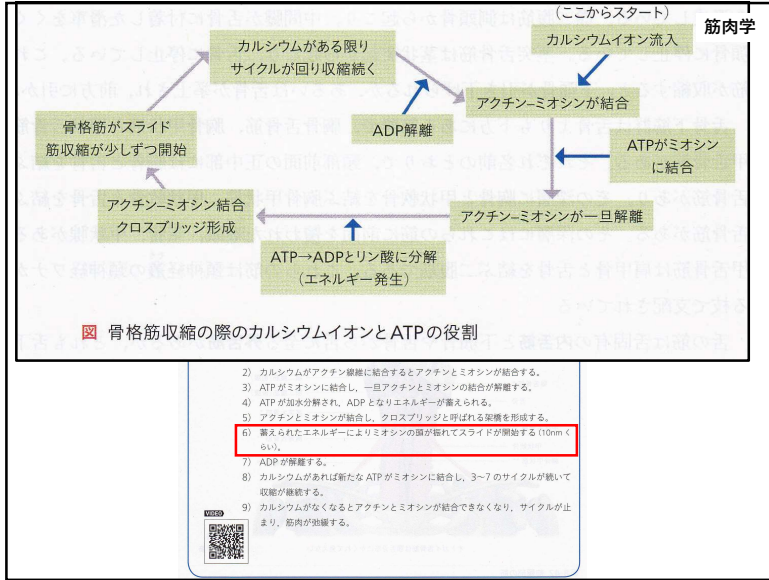 筋肉学
(ここからスタート)
カルシウムイオン流入
カルシウムがある限り
サイクルが回り収縮続く
アクチン–ミオシンが結合
ADP解離
骨格筋がスライド
筋収縮が少しずつ開始
ATPがミオシン
に結合
アクチン–ミオシン結合
クロスブリッジ形成
アクチン–ミオシンが一旦解離
ATP→ADPとリン酸に分解
(エネルギー発生)
図 骨格筋収縮の際のカルシウムイオンとATPの役割
2) カルシウムがアクチン線維に結合するとアクチンとミオシンが結合する。
3) ATPがミオシンに結合し、一旦アクチンとミオシンの結合が解離する。
4) ATPが加水分解され、ADPとなりエネルギーが蓄えられる。
5) アクチンとミオシンが結合し、クロスブリッジと呼ばれる架橋を形成する。
6) 蓄えられたエネルギーによりミオシンの頭が振れてスライドが開始する(10nmく
らい)。
7) ADPが解離する。
8) カルシウムがあれば新たなATPがミオシンに結合し、3〜7のサイクルが続いて
収縮が継続する。
9) カルシウムがなくなるとアクチンとミオシンが結合できなくなり、サイクルが止
まり、筋肉が弛緩する。
VIDEO